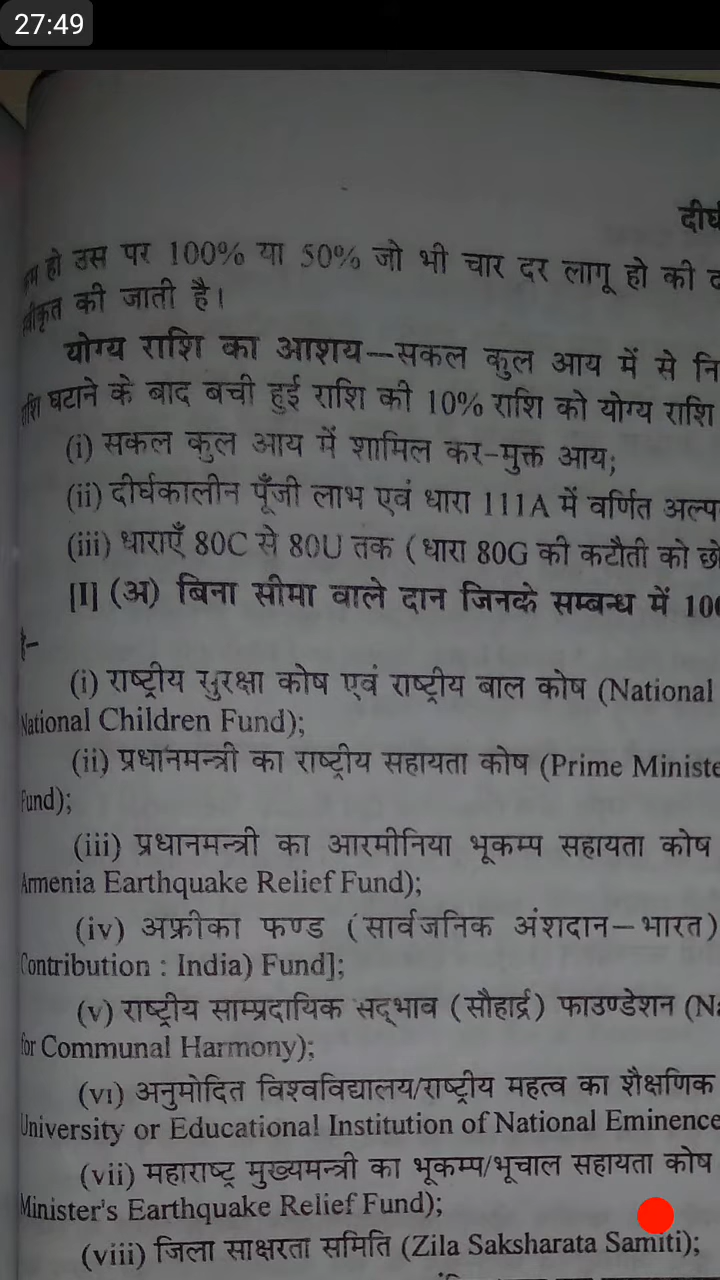 27:49
दीर्घ
हो उस पर 100% या 50% जो भी चार दर लागू हो की
की जाती है।
योग्य राशि का आशय—सकल कुल आय में से
घटाने के बाद बची हुई राशि की 10% राशि को योग्य राशि
(i) सकल कुल आय में शामिल कर-मुक्त आय;
(ii) दीर्घकालीन पूँजी लाभ एवं धारा 111A में वर्णित अल्प
(iii) धाराएँ 80C से 80U तक (धारा 80G की कटौती को
[I] (अ) बिना सीमा वाले दान जिनके सम्बन्ध में
(i) राष्ट्रीय सुरक्षा कोष एवं राष्ट्रीय बाल कोष (National
National Children Fund);
(ii) प्रधानमन्त्री का राष्ट्रीय सहायता कोष (Prime Ministe
Fund);
(iii) प्रधानमन्त्री का आरमीनिया भूकम्प सहायता कोष
Armenia Earthquake Relief Fund);
(iv) अफ्रीका फण्ड (सार्वजनिक अंशदान—भारत)
Contribution : India) Fund];
(v) राष्ट्रीय साम्प्रदायिक सद्‌भाव (सौहार्द्र) फाउण्डेशन (Na
for Communal Harmony);
(vi) अनुमोदित विश्वविद्यालय/राष्ट्रीय महत्व का शैक्षणिक
University or Educational Institution of National Eminence
(vii) महाराष्ट्र मुख्यमन्त्री का भूकम्प/भूचाल सहायता कोष
Minister's Earthquake Relief Fund);
(viii) जिला साक्षरता समिति (Zila Saksharata Samiti);